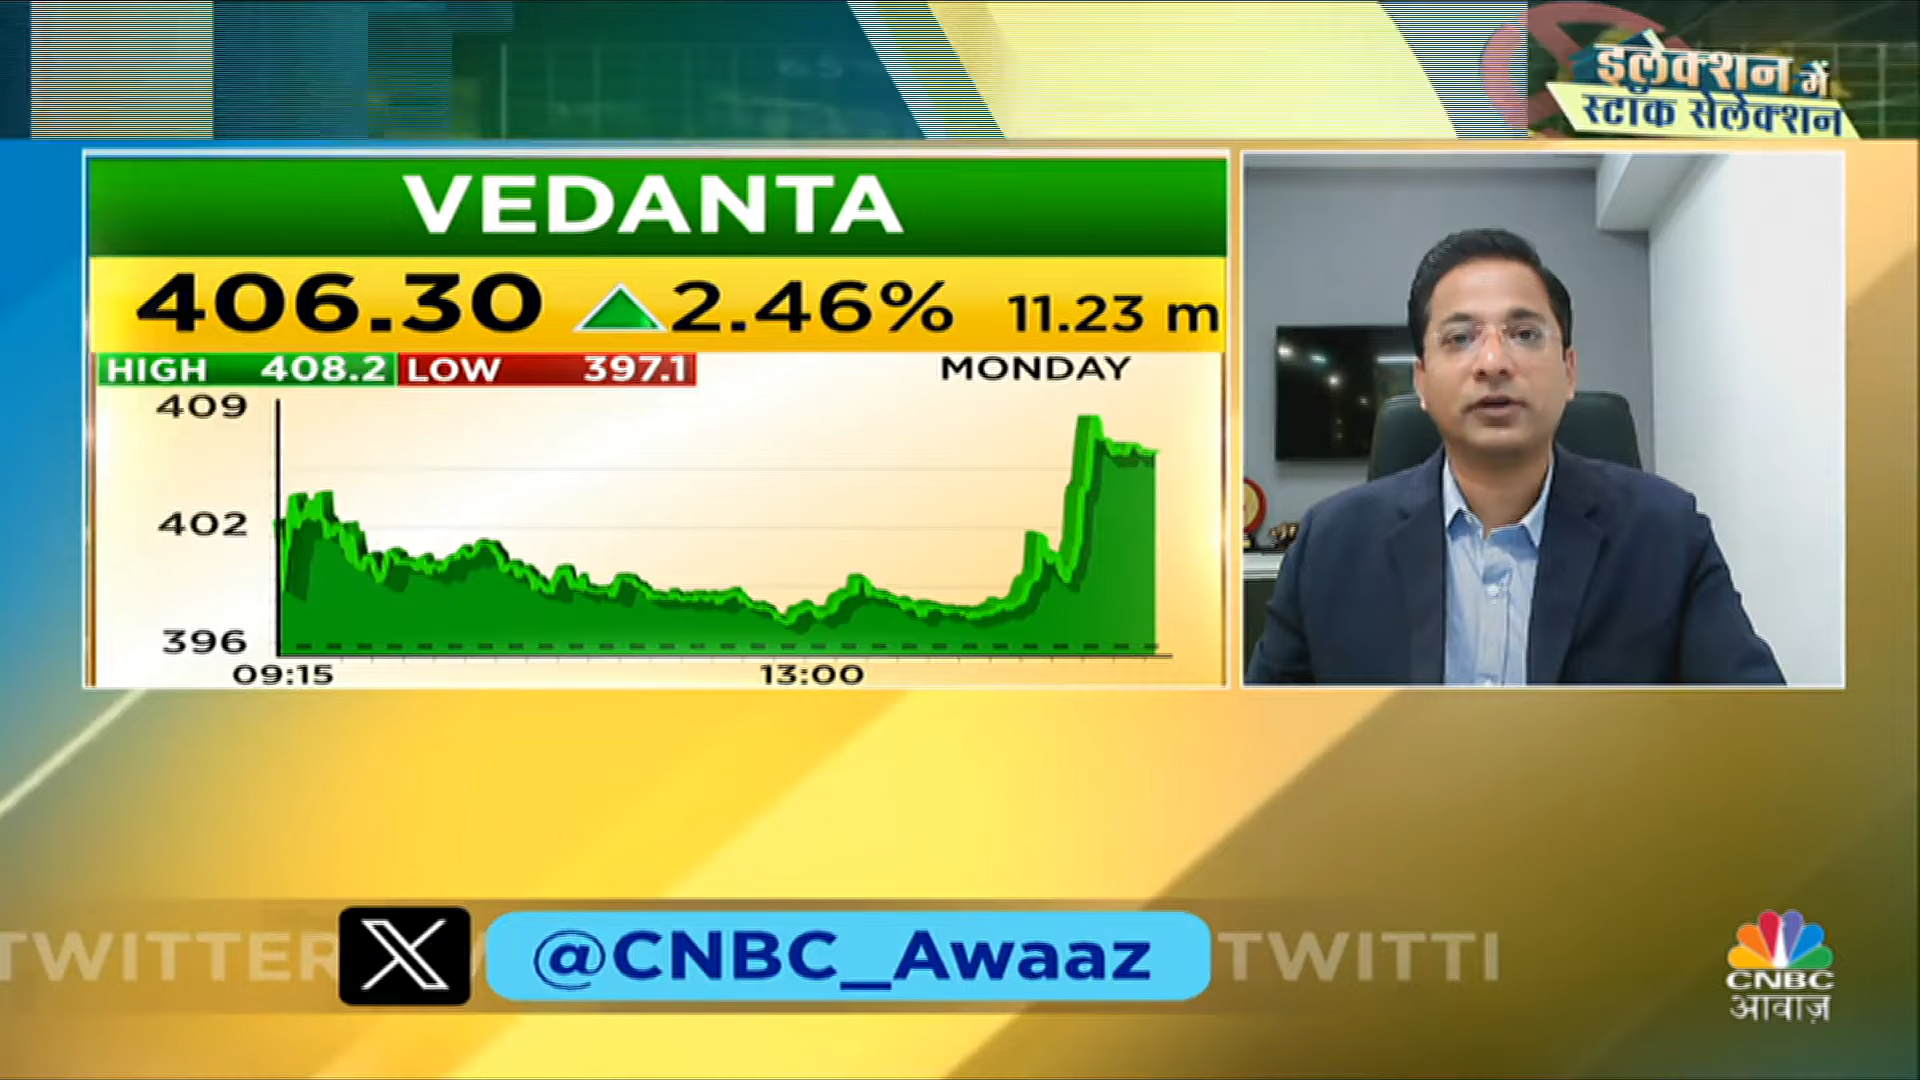 इलेक्शन में
स्टाक सेलेक्शन
VEDANTA
406.30 2.46% 11.23 m
HIGH 408.2 LOW 397.1 MONDAY
409
402
396
09:15 13:00
TWITTER X @CNBC_Awaaz TWITTI
CNBC
आवाज़